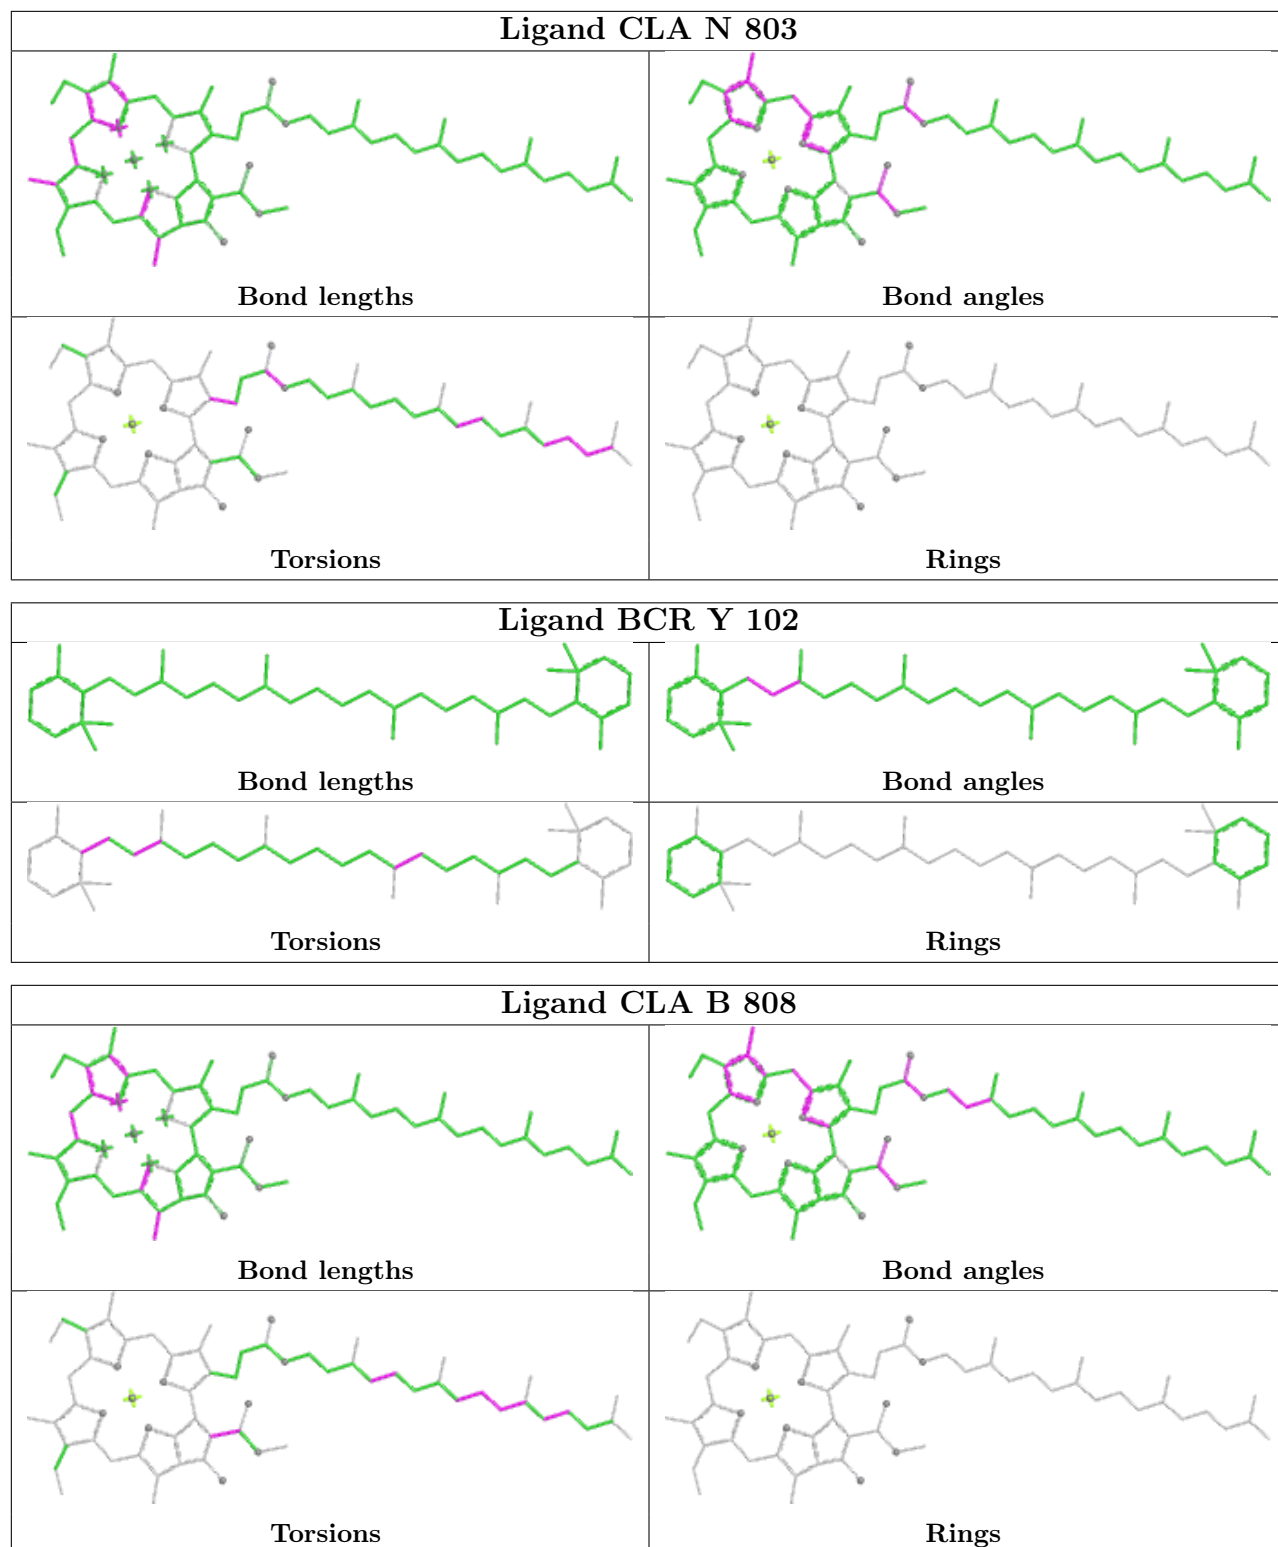 Ligand CLA N 803
Bond lengths
Bond angles
Torsions
Rings
Ligand BCR Y 102
Bond lengths
Bond angles
Torsions
Rings
Ligand CLA B 808
Bond lengths
Bond angles
Torsions
Rings